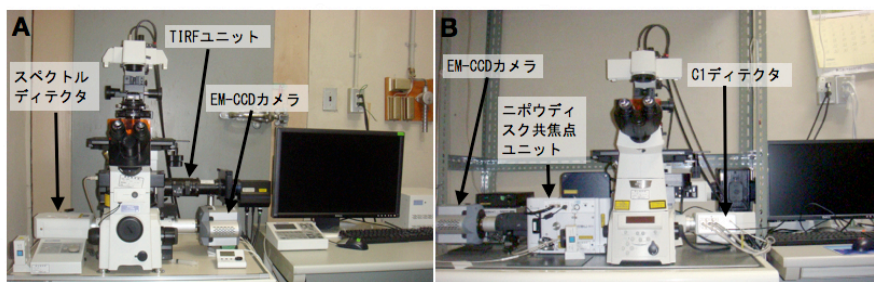 A
TIRFユニット
スペクトル
ディテクタ
EM-CCDカメラ
B
EM-CCDカメラ
ニポウディ
スク共焦点
ユニット
C1ディテクタ